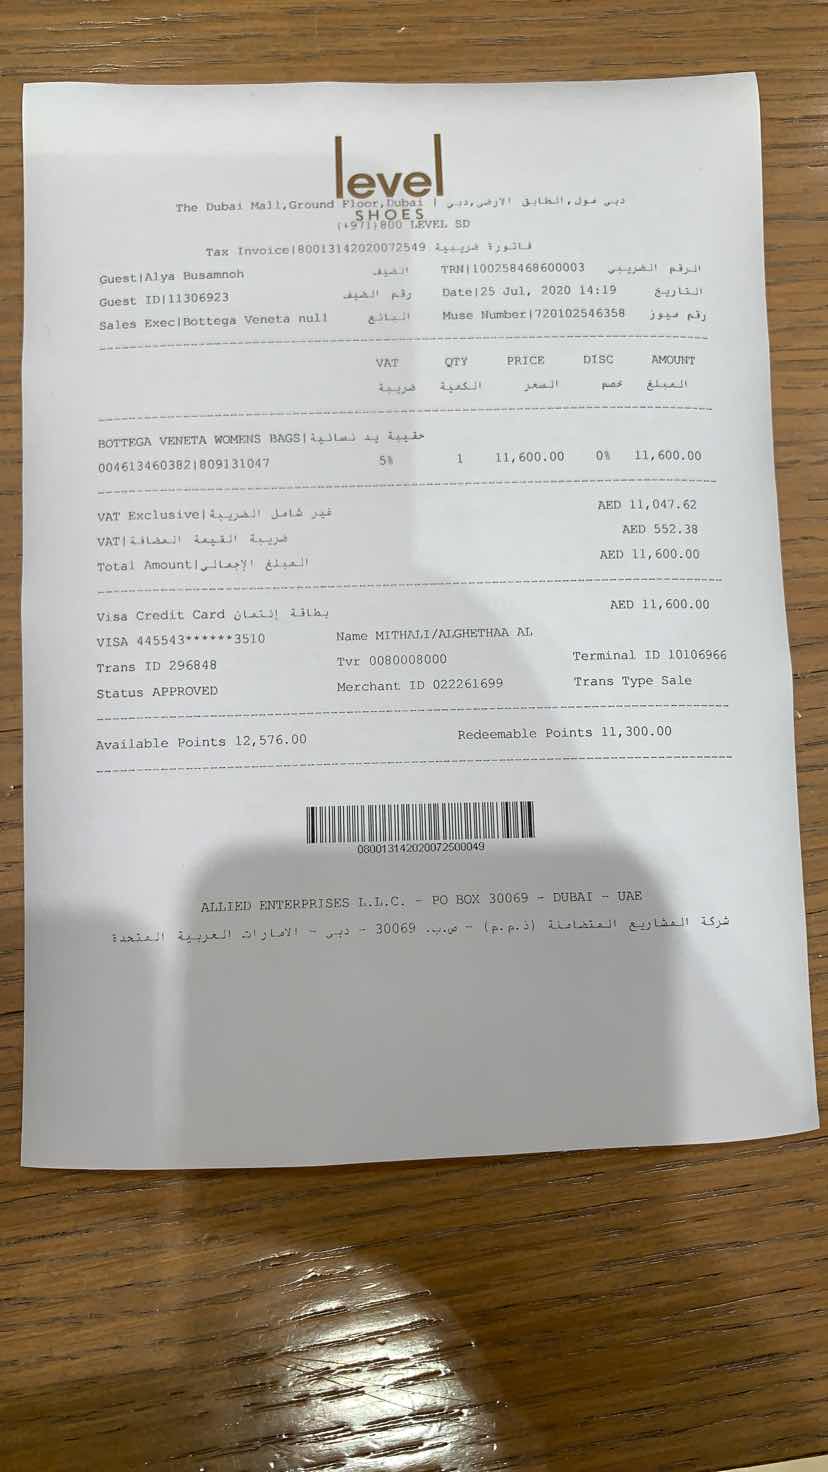 level
SHOES
The Dubai Mall,Ground Floor,Dubai | دبي مول,الطابق الارضي,دبي
(+971)800 LEVEL SD
Tax Invoice|80013142020072549 فاتورة ضريبية
Guest|Alya Busamnoh الضيف TRN|100258468600003 الرقم الضريبي
Guest ID|11306923 رقم الضيف Date|25 Jul, 2020 14:19 التاريخ
Sales Exec|Bottega Veneta null البائع Muse Number|720102546358 رقم ميوز
VAT QTY PRICE DISC AMOUNT
ضريبة الكمية السعر خصم المبلغ
BOTTEGA VENETA WOMENS BAGS|حقيبة يد نسائية
004613460382|809131047 5% 1 11,600.00 0% 11,600.00
VAT Exclusive|غير شامل الضريبة AED 11,047.62
VAT|ضريبة القيمة المضافة AED 552.38
Total Amount|المبلغ الإجمالي AED 11,600.00
Visa Credit Card بطاقة إئتمان AED 11,600.00
VISA 445543******3510 Name MITHALI/ALGHETHAA AL
Trans ID 296848 Tvr 0080008000 Terminal ID 10106966
Status APPROVED Merchant ID 022261699 Trans Type Sale
Available Points 12,576.00 Redeemable Points 11,300.00
080013142020072500049
ALLIED ENTERPRISES L.L.C. - PO BOX 30069 - DUBAI - UAE
شركة المشاريع المتضامنة (ذ.م.م) - ص.ب. 30069 - دبي - الامارات العربية المتحدة